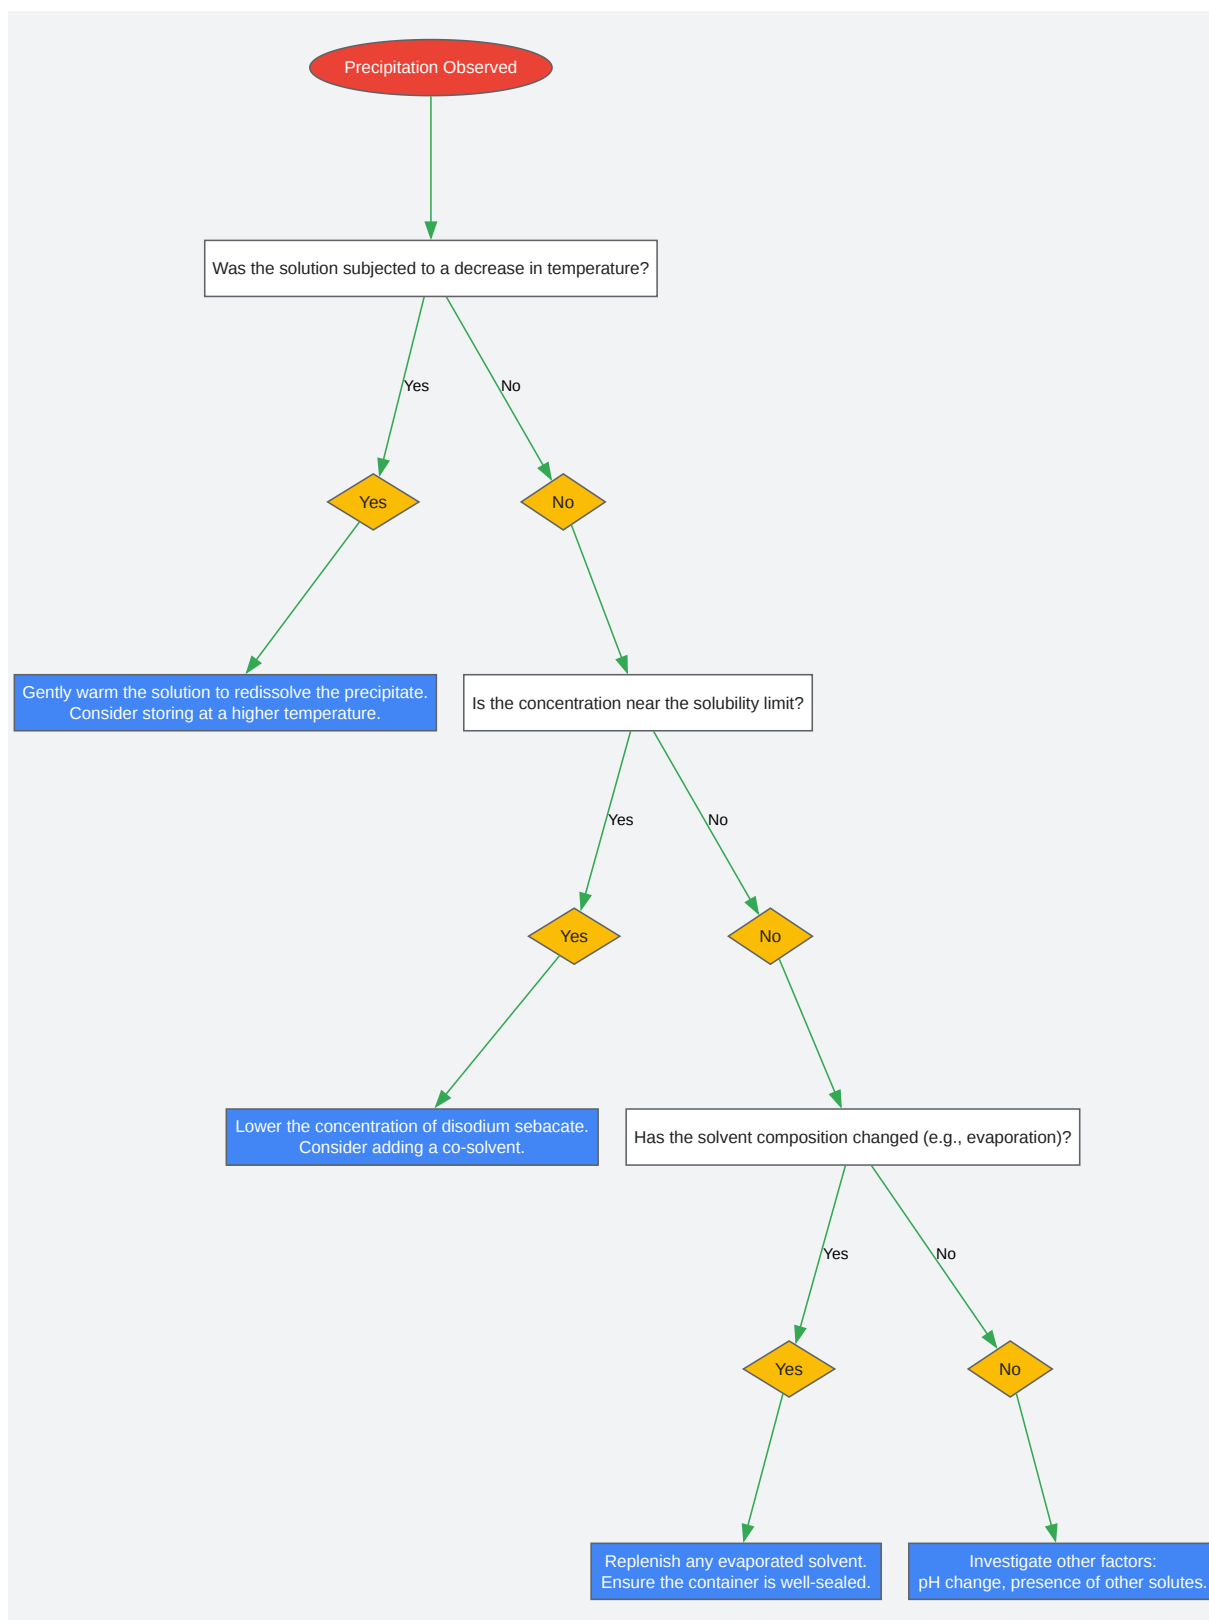 Precipitation Observed
Was the solution subjected to a decrease in temperature?
Yes
No
Yes
No
Gently warm the solution to redissolve the precipitate.
Consider storing at a higher temperature.
Is the concentration near the solubility limit?
Yes
No
Yes
No
Lower the concentration of disodium sebacate.
Consider adding a co-solvent.
Has the solvent composition changed (e.g., evaporation)?
Yes
No
Yes
No
Replenish any evaporated solvent.
Ensure the container is well-sealed.
Investigate other factors:
pH change, presence of other solutes.